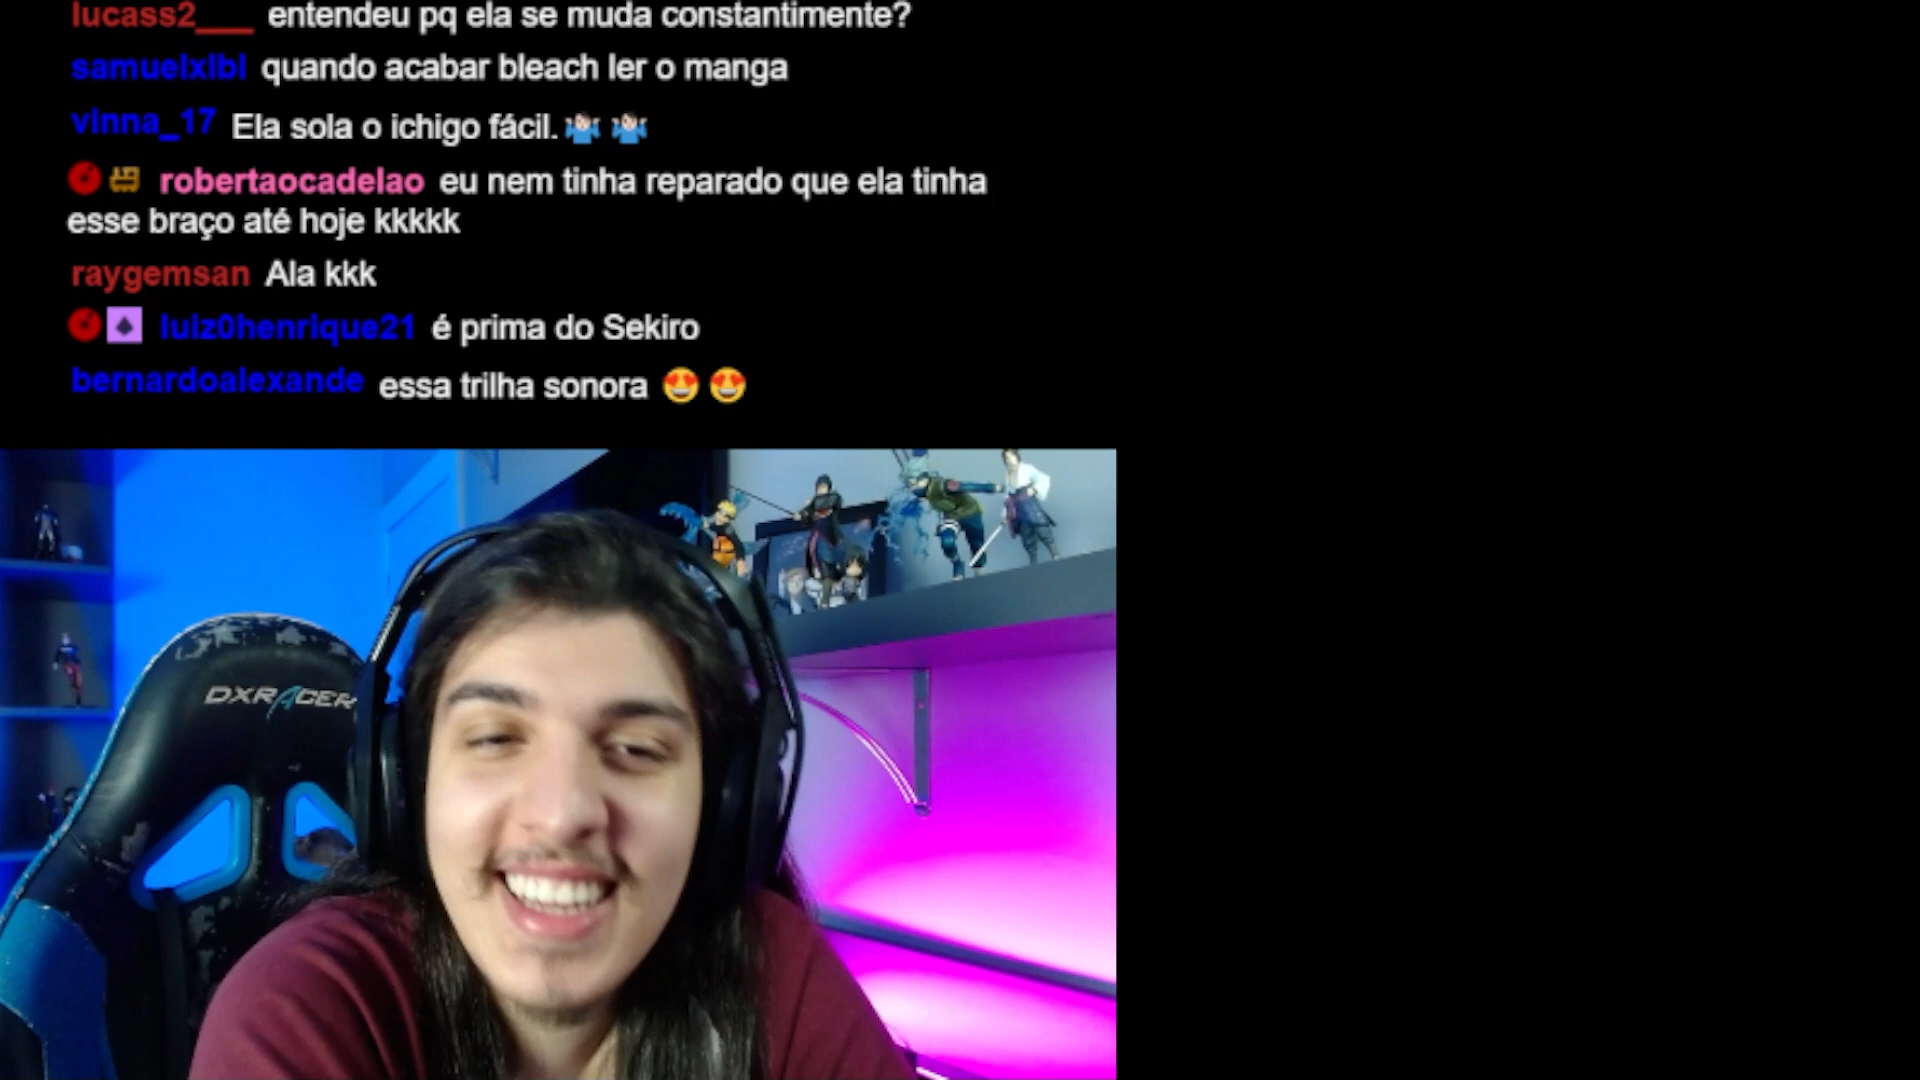 lucass2___ entendeu pq ela se muda constantimente?
samuelxlbl quando acabar bleach ler o manga
vinna_17 Ela sola o ichigo fácil.🤷🏻‍♂️🤷🏻‍♂️
robertaocadelao eu nem tinha reparado que ela tinha
esse braço até hoje kkkkk
raygemsan Ala kkk
luiz0henrique21 é prima do Sekiro
bernardoalexande essa trilha sonora 😍😍
DXRACER